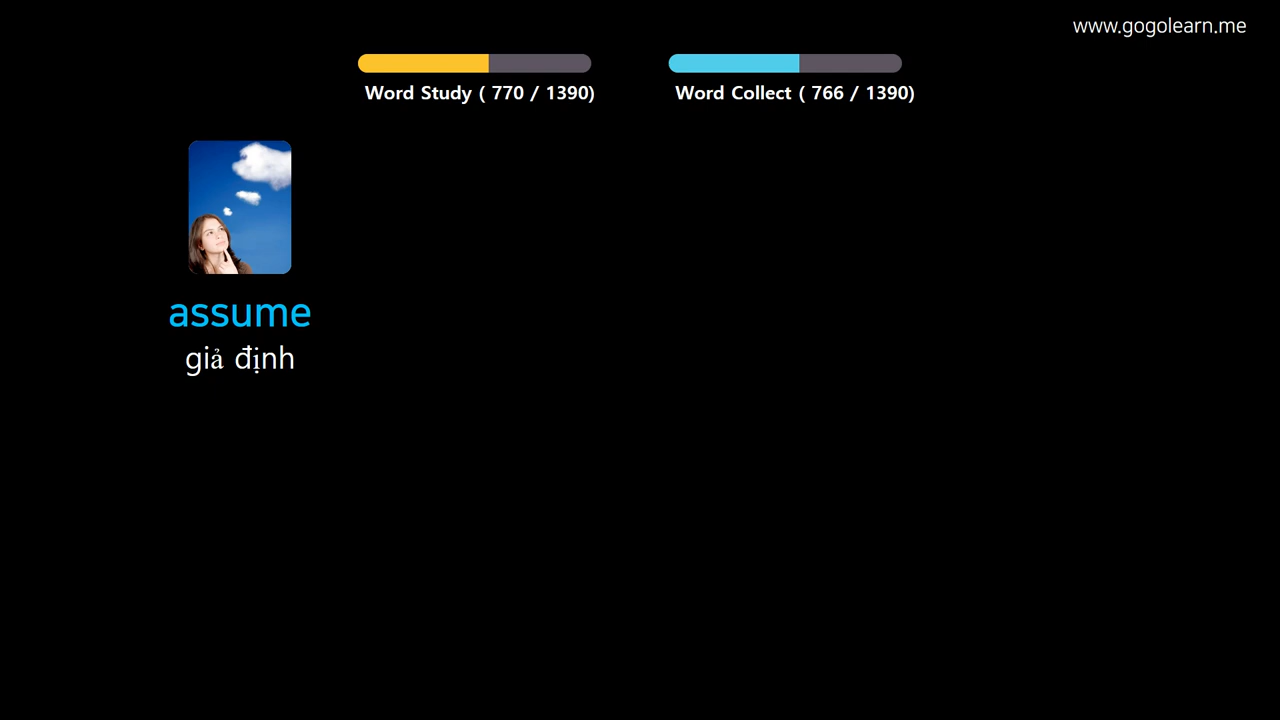 www.gogolearn.me
Word Study ( 770 / 1390)
Word Collect ( 766 / 1390)
assume
giả định